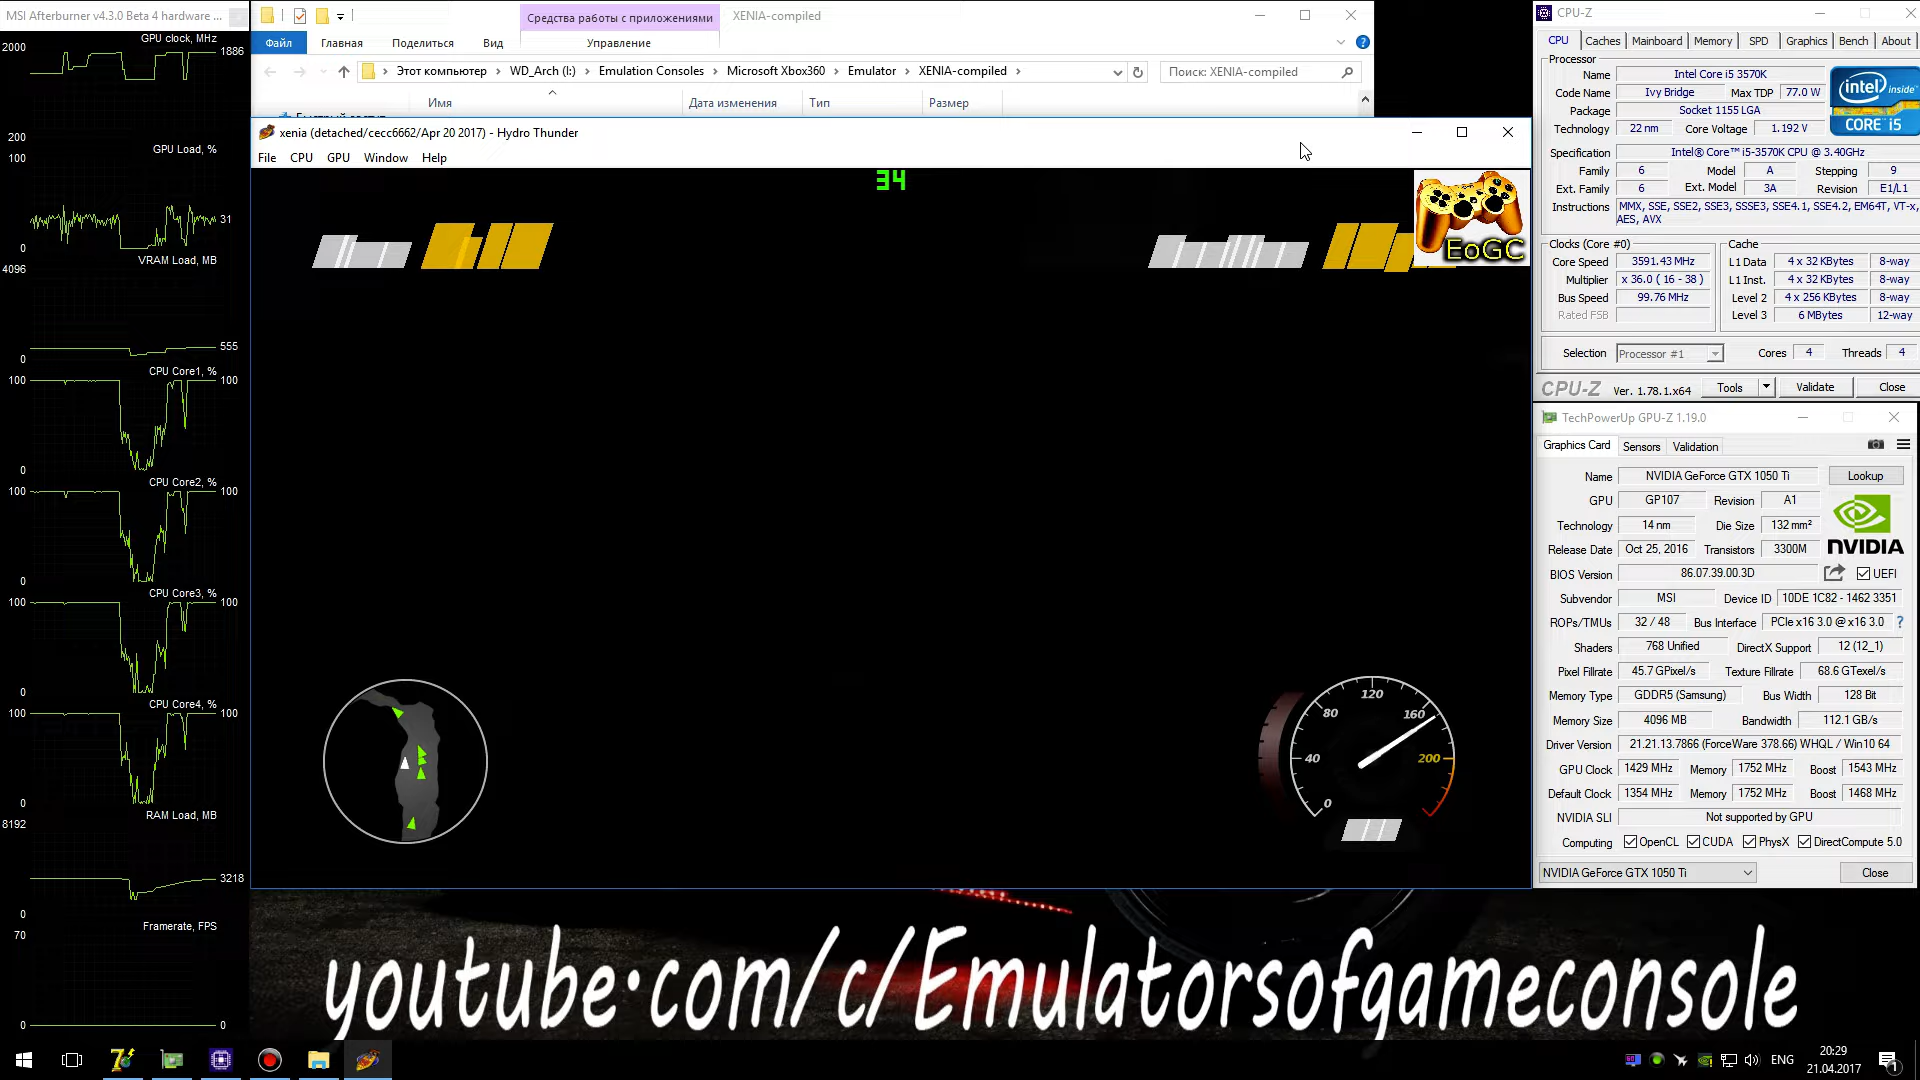 MSI Afterburner v4.3.0 Beta 4 hardware ...
GPU clock, MHz
2000
1886
200
GPU Load, %
100
31
0
VRAM Load, MB
4096
555
0
CPU Core1, %
100
100
0
CPU Core2, %
100
100
0
CPU Core3, %
100
100
0
CPU Core4, %
100
100
0
RAM Load, MB
8192
3218
0
Framerate, FPS
70
0
0
Средства работы с приложениями
XENIA-compiled
Файл
Главная
Поделиться
Вид
Управление
Этот компьютер
WD_Arch (I:)
Emulation Consoles
Microsoft Xbox360
Emulator
XENIA-compiled
Поиск: XENIA-compiled
Имя
Дата изменения
Тип
Размер
xenia (detached/cecc6662/Apr 20 2017) - Hydro Thunder
File CPU GPU Window Help
34
EoGC
0
40
80
120
160
200
CPU-Z
CPU Caches Mainboard Memory SPD Graphics Bench About
Processor
Name Intel Core i5 3570K
Code Name Ivy Bridge Max TDP 77.0 W
Package Socket 1155 LGA
Technology 22 nm Core Voltage 1.192 V
intel inside™
CORE i5
Specification Intel® Core™ i5-3570K CPU @ 3.40GHz
Family 6 Model A Stepping 9
Ext. Family 6 Ext. Model 3A Revision E1/L1
Instructions MMX, SSE, SSE2, SSE3, SSSE3, SSE4.1, SSE4.2, EM64T, VT-x,
AES, AVX
Clocks (Core #0)
Cache
Core Speed 3591.43 MHz L1 Data 4 x 32 KBytes 8-way
Multiplier x 36.0 ( 16 - 38 ) L1 Inst. 4 x 32 KBytes 8-way
Bus Speed 99.76 MHz Level 2 4 x 256 KBytes 8-way
Rated FSB Level 3 6 MBytes 12-way
Selection Processor #1 Cores 4 Threads 4
CPU-Z Ver. 1.78.1.x64 Tools Validate Close
TechPowerUp GPU-Z 1.19.0
Graphics Card Sensors Validation
Name NVIDIA GeForce GTX 1050 Ti Lookup
GPU GP107 Revision A1
Technology 14 nm Die Size 132 mm²
Release Date Oct 25, 2016 Transistors 3300M
NVIDIA
BIOS Version 86.07.39.00.3D UEFI
Subvendor MSI Device ID 10DE 1C82 - 1462 3351
ROPs/TMUs 32 / 48 Bus Interface PCIe x16 3.0 @ x16 3.0 ?
Shaders 768 Unified DirectX Support 12 (12_1)
Pixel Fillrate 45.7 GPixel/s Texture Fillrate 68.6 GTexel/s
Memory Type GDDR5 (Samsung) Bus Width 128 Bit
Memory Size 4096 MB Bandwidth 112.1 GB/s
Driver Version 21.21.13.7866 (ForceWare 378.66) WHQL / Win10 64
GPU Clock 1429 MHz Memory 1752 MHz Boost 1543 MHz
Default Clock 1354 MHz Memory 1752 MHz Boost 1468 MHz
NVIDIA SLI Not supported by GPU
Computing OpenCL CUDA PhysX DirectCompute 5.0
NVIDIA GeForce GTX 1050 Ti Close
youtube.com/c/Emulatorsofgameconsole
ENG
20:29
21.04.2017
1